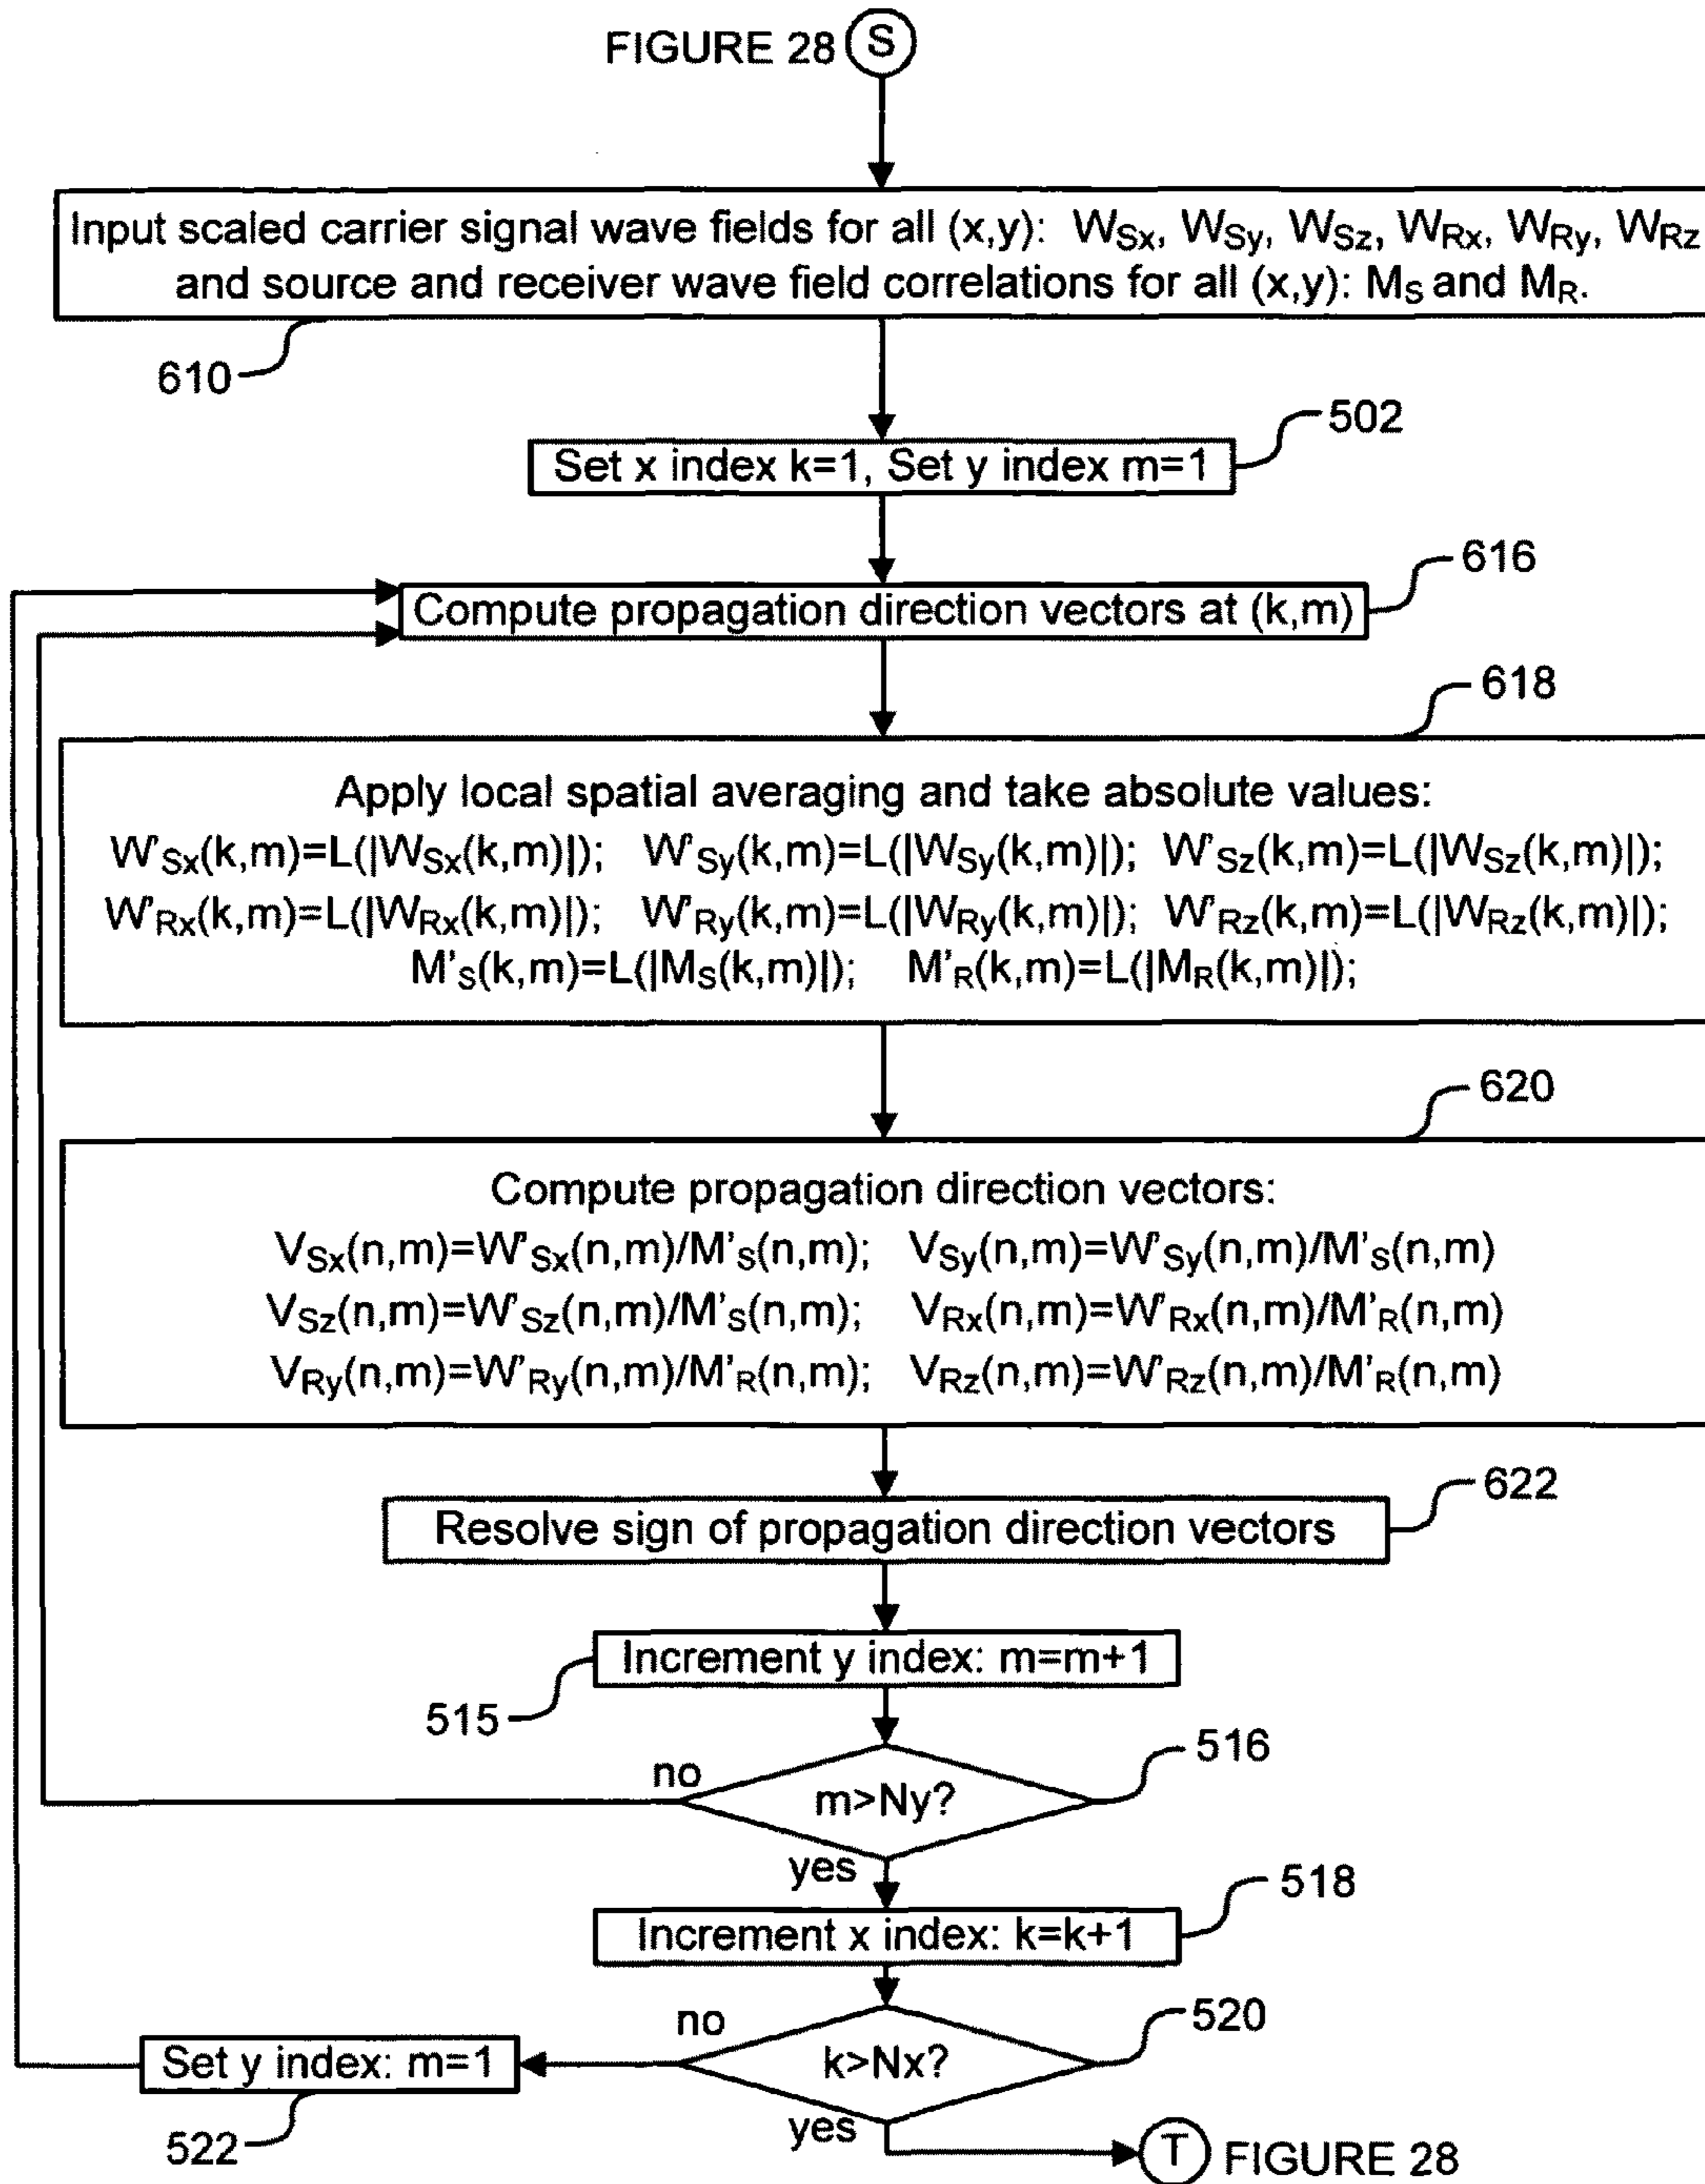 FIGURE 28 S
Input scaled carrier signal wave fields for all (x,y): WSx, WSy, WSz, WRx, WRy, WRz
and source and receiver wave field correlations for all (x,y): MS and MR.
610
502
Set x index k=1, Set y index m=1
616
Compute propagation direction vectors at (k,m)
618
Apply local spatial averaging and take absolute values:
W'Sx(k,m)=L(|WSx(k,m)|); W'Sy(k,m)=L(|WSy(k,m)|); W'Sz(k,m)=L(|WSz(k,m)|);
W'Rx(k,m)=L(|WRx(k,m)|); W'Ry(k,m)=L(|WRy(k,m)|); W'Rz(k,m)=L(|WRz(k,m)|);
M'S(k,m)=L(|MS(k,m)|); M'R(k,m)=L(|MR(k,m)|);
620
Compute propagation direction vectors:
VSx(n,m)=W'Sx(n,m)/M'S(n,m); VSy(n,m)=W'Sy(n,m)/M'S(n,m)
VSz(n,m)=W'Sz(n,m)/M'S(n,m); VRx(n,m)=W'Rx(n,m)/M'R(n,m)
VRy(n,m)=W'Ry(n,m)/M'R(n,m); VRz(n,m)=W'Rz(n,m)/M'R(n,m)
622
Resolve sign of propagation direction vectors
Increment y index: m=m+1
515
516
no
m>Ny?
yes
518
Increment x index: k=k+1
520
no
k>Nx?
Set y index: m=1
522
yes
T FIGURE 28